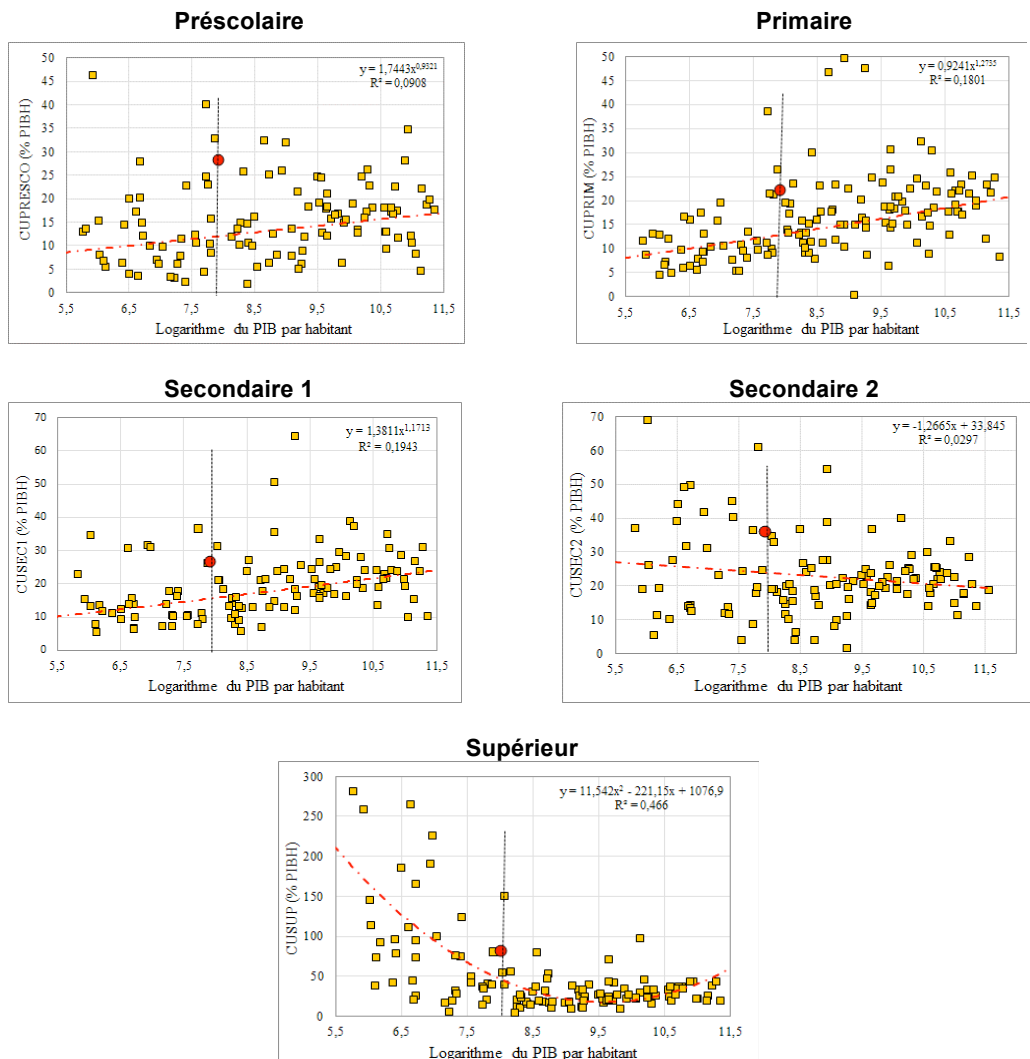 Préscolaire
y = 1,7443x^0,9321
R² = 0,0908
CUPRESCO (% PIBH)
50
45
40
35
30
25
20
15
10
5
0
5,5 6,5 7,5 8,5 9,5 10,5 11,5
Logarithme du PIB par habitant
Primaire
y = 0,9241x^1,2735
R² = 0,1801
CUPRIM (% PIBH)
50
45
40
35
30
25
20
15
10
5
0
5,5 6,5 7,5 8,5 9,5 10,5 11,5
Logarithme du PIB par habitant
Secondaire 1
y = 1,3811x^1,1713
R² = 0,1943
CUSEC1 (% PIBH)
70
60
50
40
30
20
10
0
5,5 6,5 7,5 8,5 9,5 10,5 11,5
Logarithme du PIB par habitant
Secondaire 2
y = -1,2665x + 33,845
R² = 0,0297
CUSEC2 (% PIBH)
70
60
50
40
30
20
10
0
5,5 6,5 7,5 8,5 9,5 10,5 11,5
Logarithme du PIB par habitant
Supérieur
y = 11,542x² - 221,15x + 1076,9
R² = 0,466
CUSUP (% PIBH)
300
250
200
150
100
50
0
5,5 6,5 7,5 8,5 9,5 10,5 11,5
Logarithme du PIB par habitant